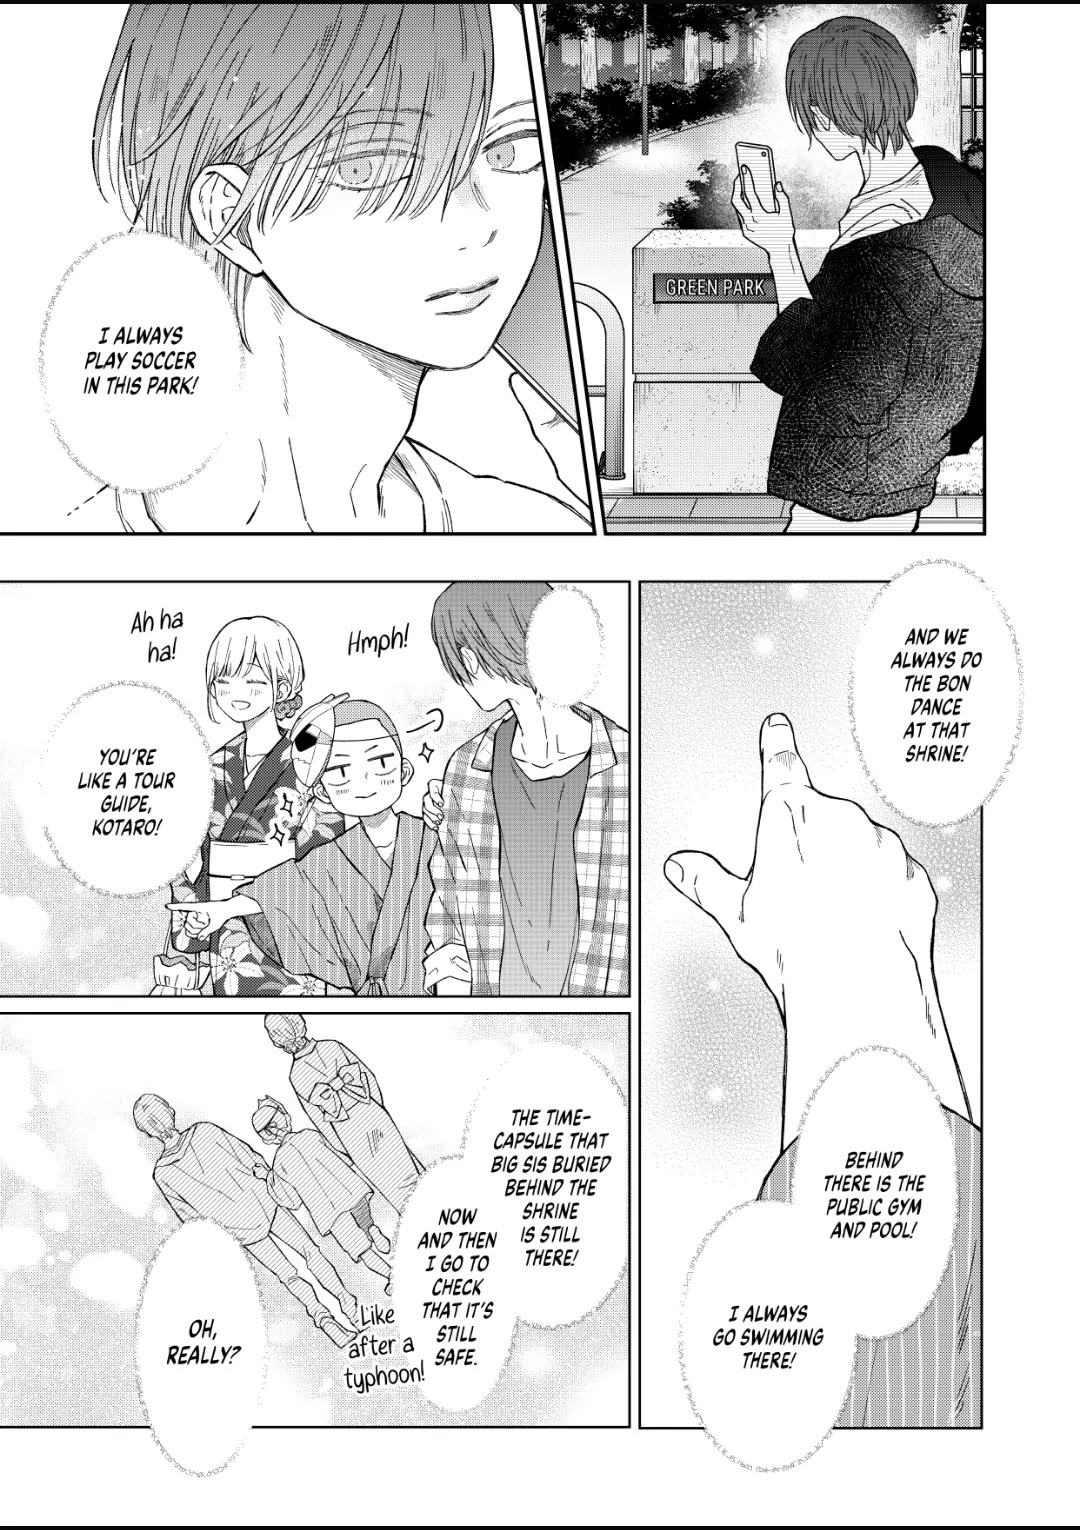 GREEN PARK
I ALWAYS
PLAY SOCCER
IN THIS PARK!
AND WE
ALWAYS DO
THE BON
DANCE
AT THAT
SHRINE!
BEHIND
THERE IS THE
PUBLIC GYM
AND POOL!
I ALWAYS
GO SWIMMING
THERE!
Hmph!
Ah ha
ha!
YOU'RE
LIKE A TOUR
GUIDE,
KOTARO!
THE TIME-
CAPSULE THAT
BIG SIS BURIED
BEHIND THE
SHRINE
IS STILL
THERE!
NOW
AND THEN
I GO TO
CHECK
THAT IT'S
STILL
SAFE.
Like
after a
typhoon!
OH,
REALLY?